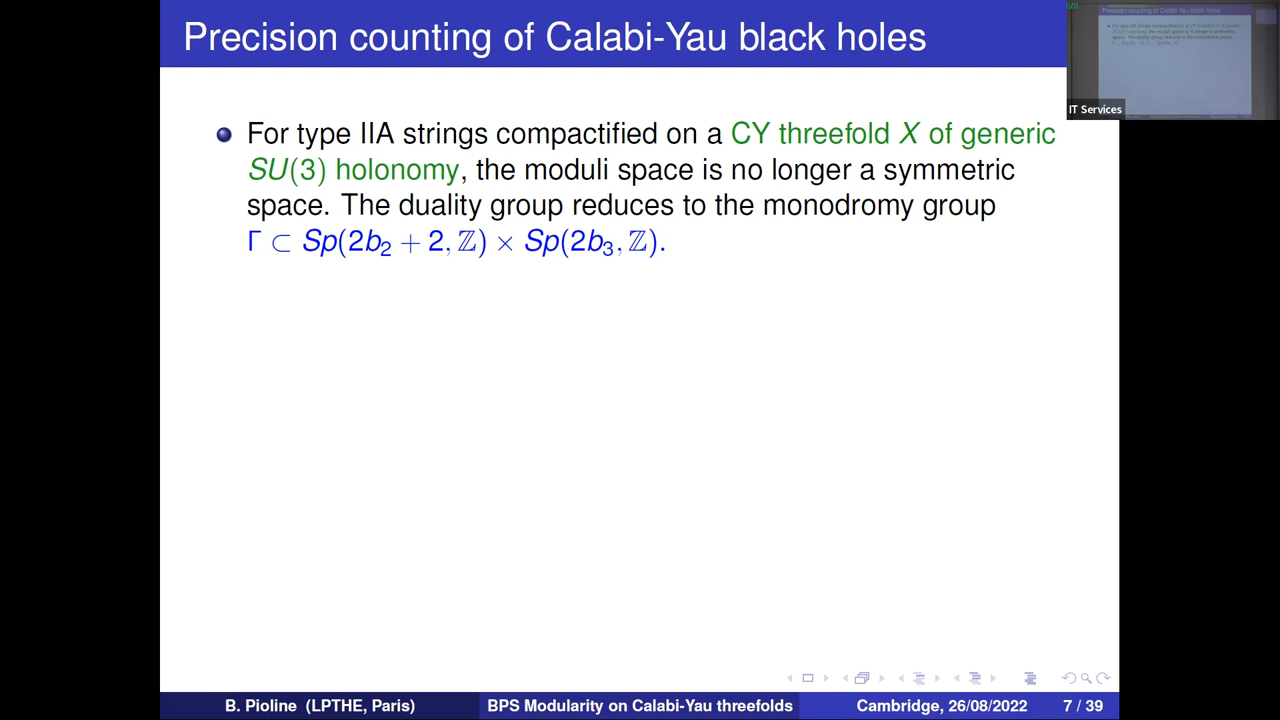 Precision counting of Calabi-Yau black holes
IT Services
For type IIA strings compactified on a CY threefold X of generic
SU(3) holonomy, the moduli space is no longer a symmetric
space. The duality group reduces to the monodromy group
Γ ⊂ Sp(2b₂ + 2, ℤ) × Sp(2b₃, ℤ).
B. Pioline (LPTHE, Paris)
BPS Modularity on Calabi-Yau threefolds
Cambridge, 26/08/2022
7 / 39